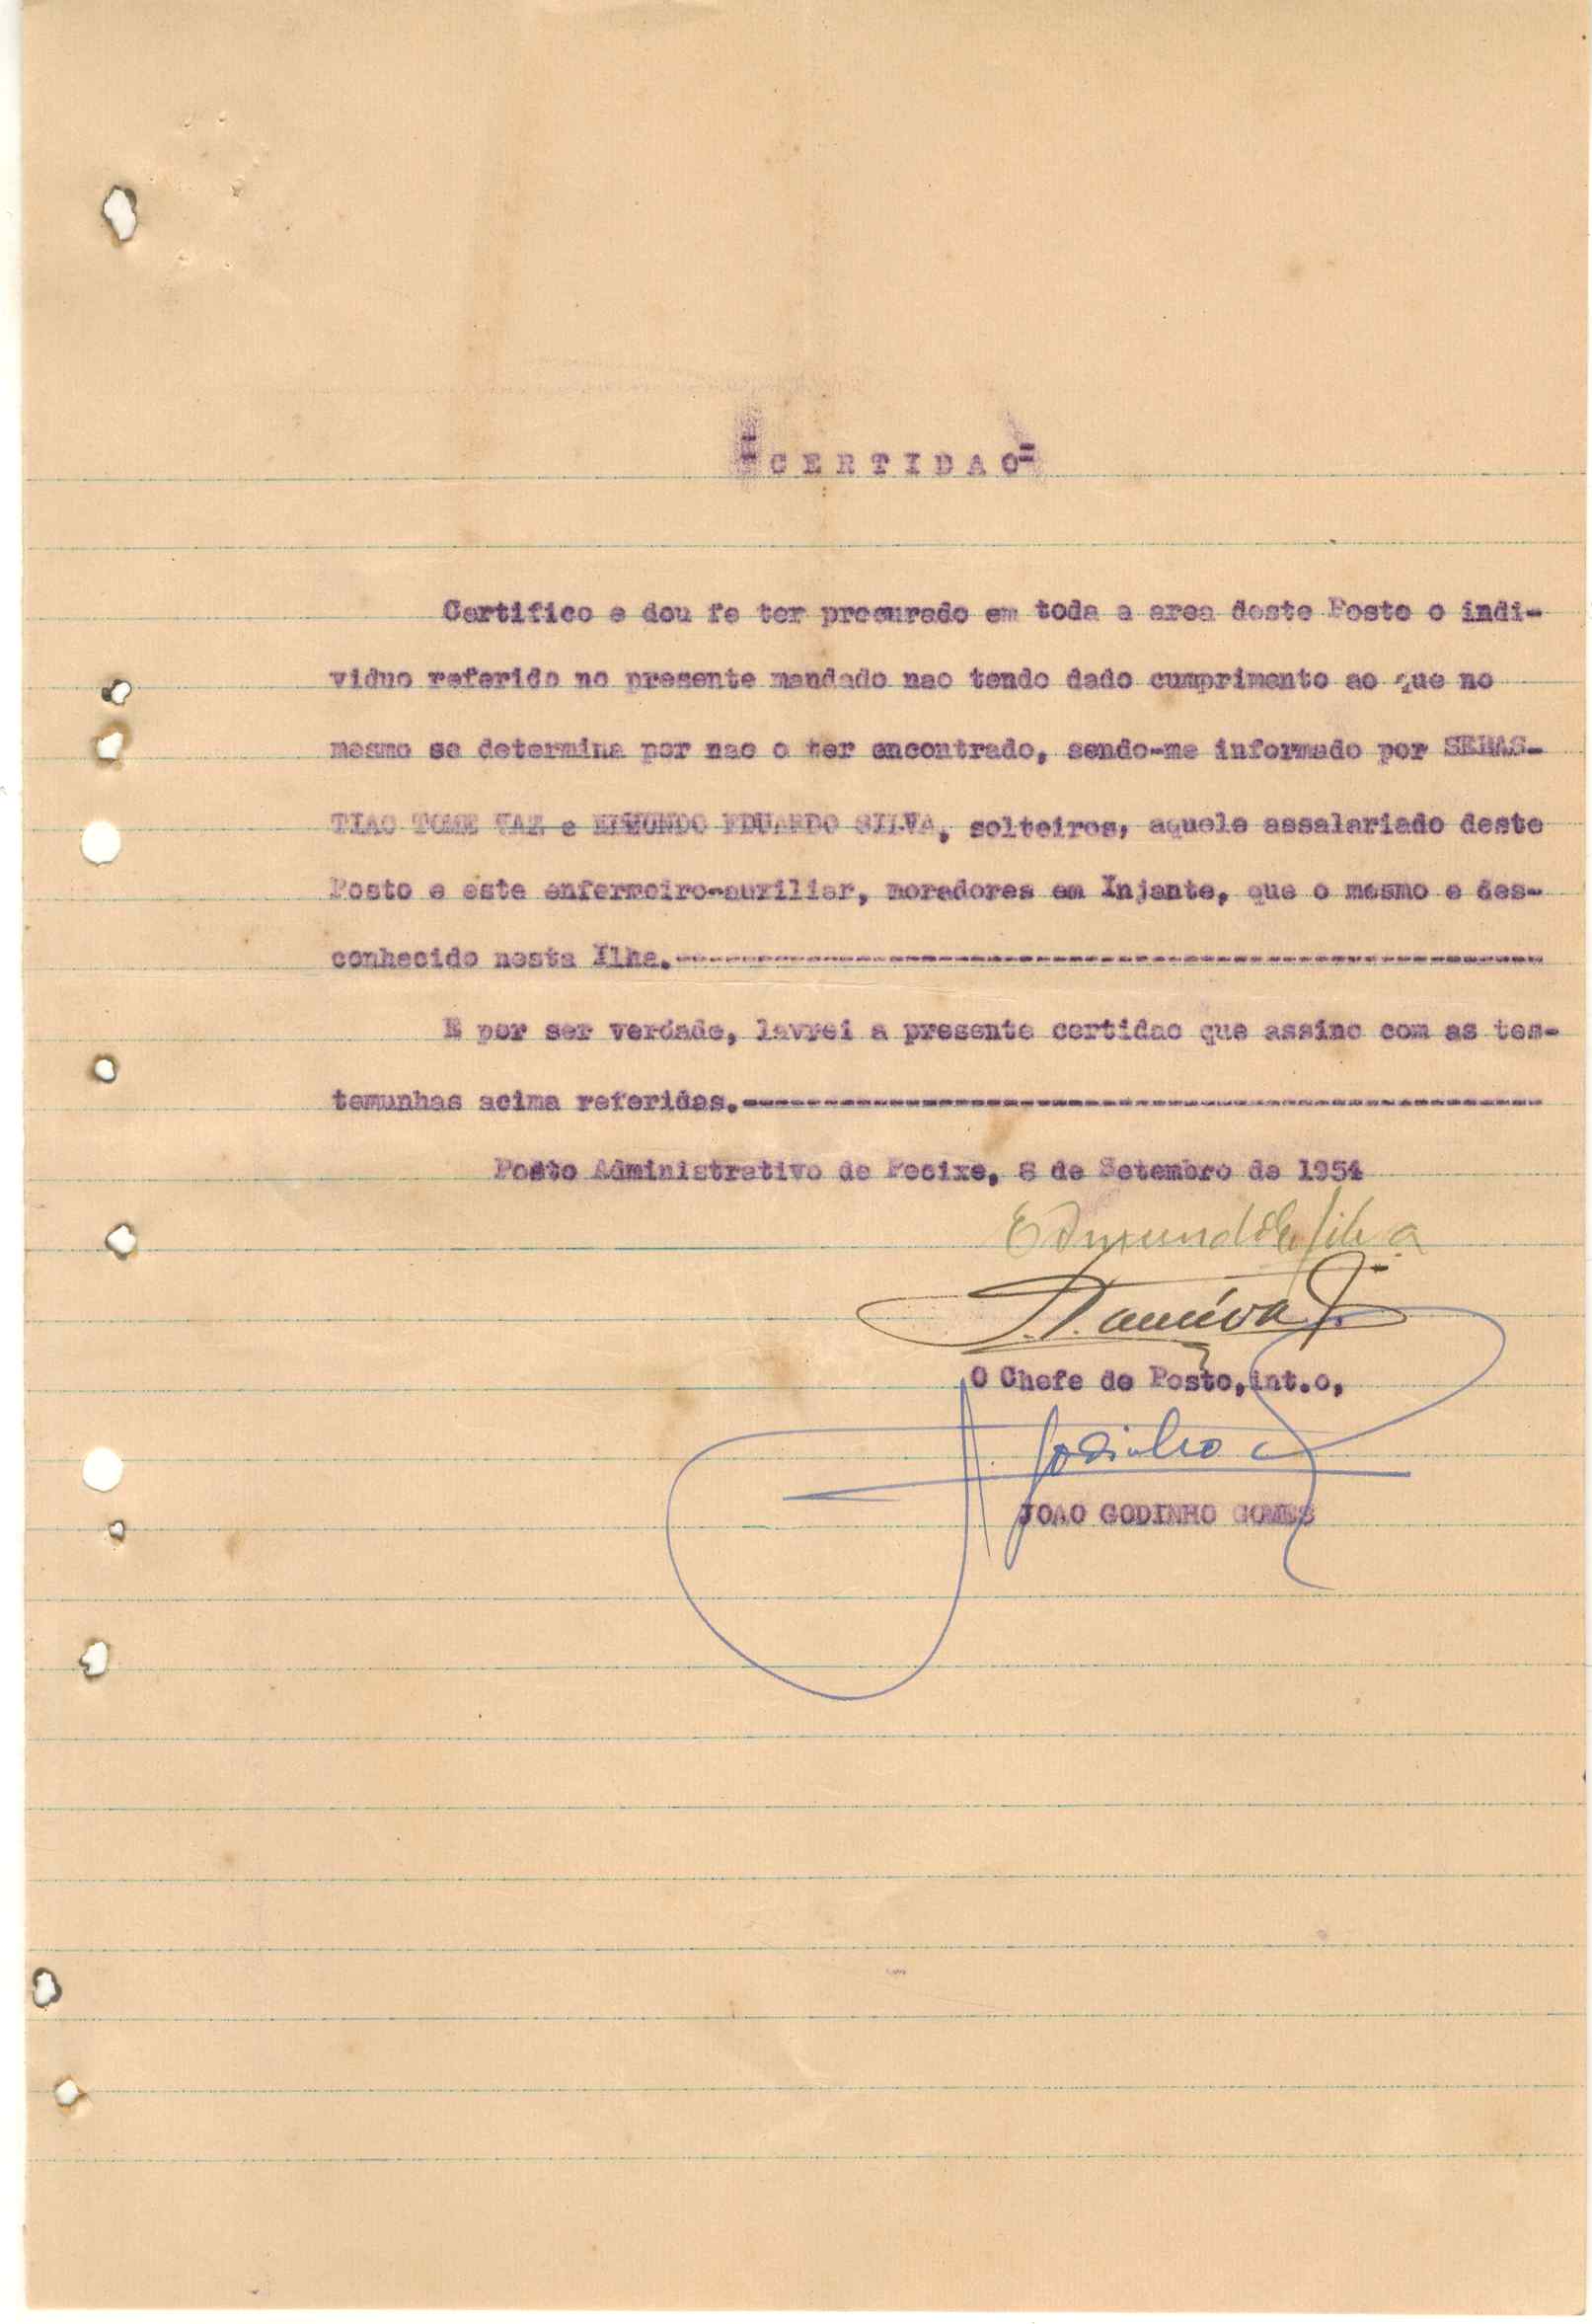 =CERTIDAO=
Certifico e dou fe ter procurado em toda a area deste Posto o indi-
viduo referido no presente mandado nao tendo dado cumprimento ao que no
mesmo se determina por nao o ter encontrado, sendo-me informado por SEBAS-
TIAO TOME VAZ e EDMUNDO EDUARDO SILVA, solteiros, aquele assalariado deste
Posto e este enfermeiro-auxiliar, moradores em Injante, que o mesmo e des-
conhecido nesta Ilha.--------------------------------------------------
E por ser verdade, lavrei a presente certidao que assino com as tes-
temunhas acima referidas.-----------------------------------------------
Posto Administrativo de Pecixe, 8 de Setembro de 1954
O Chefe de Posto,int.o,
Godinho
JOAO GODINHO GOMES